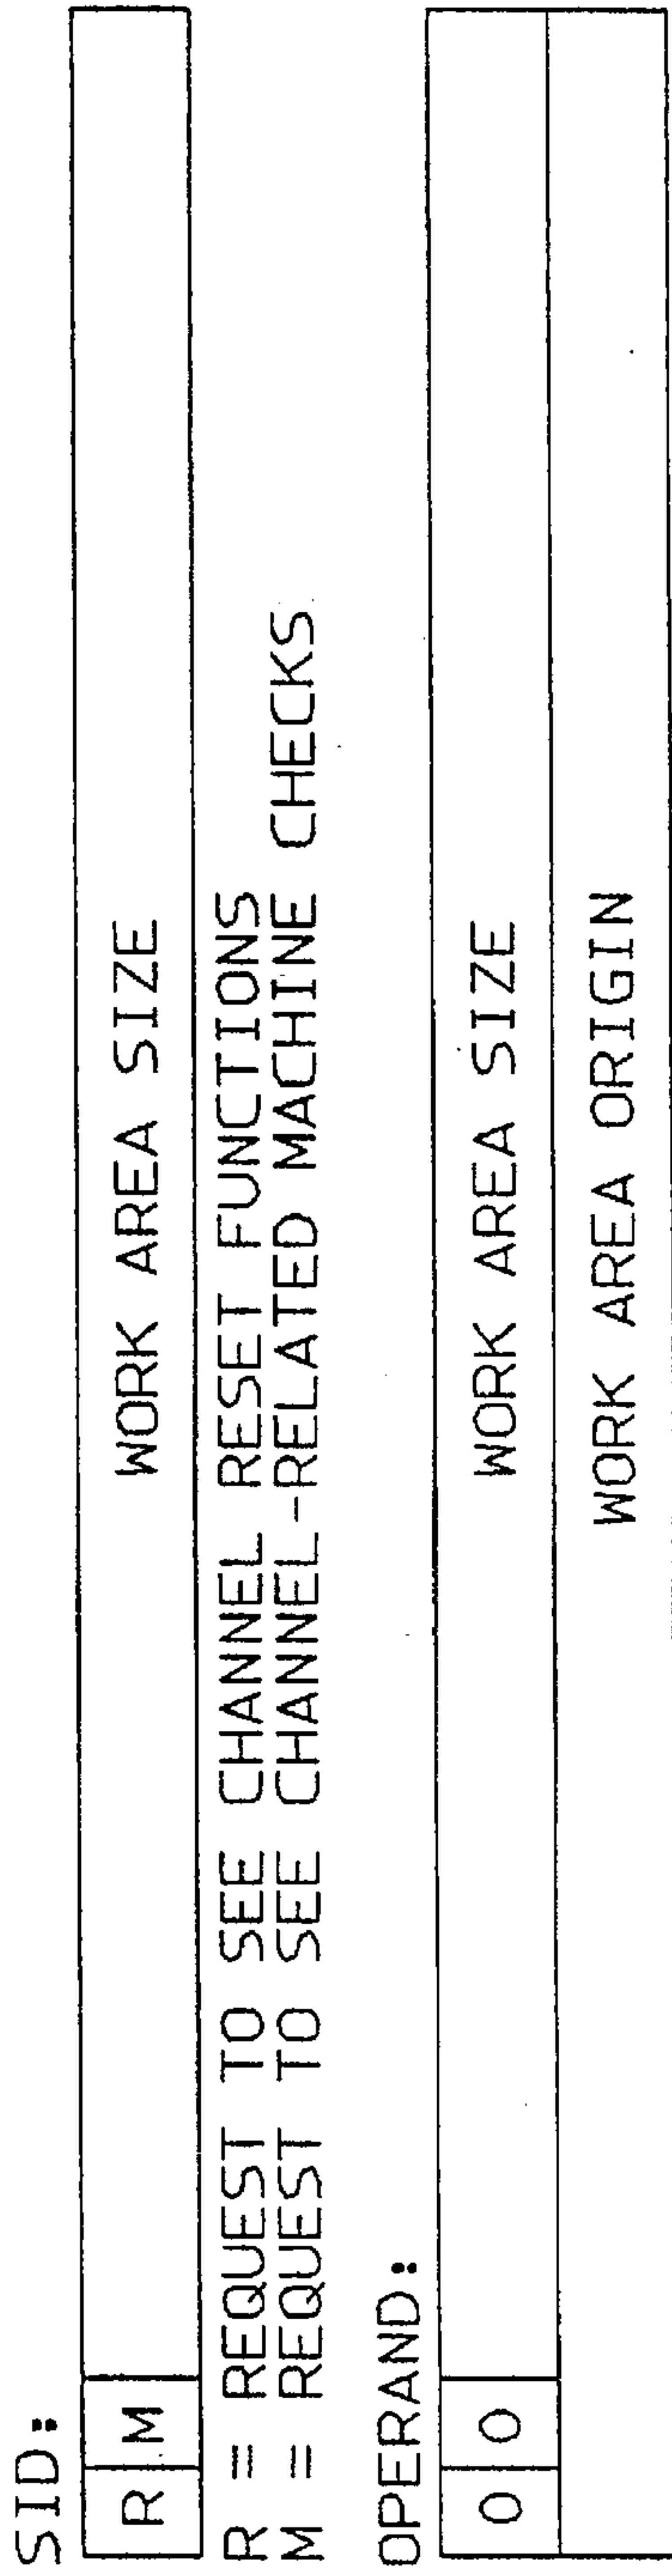 SID:
R M WORK AREA SIZE
R = REQUEST TO SEE CHANNEL RESET FUNCTIONS
M = REQUEST TO SEE CHANNEL-RELATED MACHINE CHECKS
OPERAND:
0 0 WORK AREA SIZE
WORK AREA ORIGIN